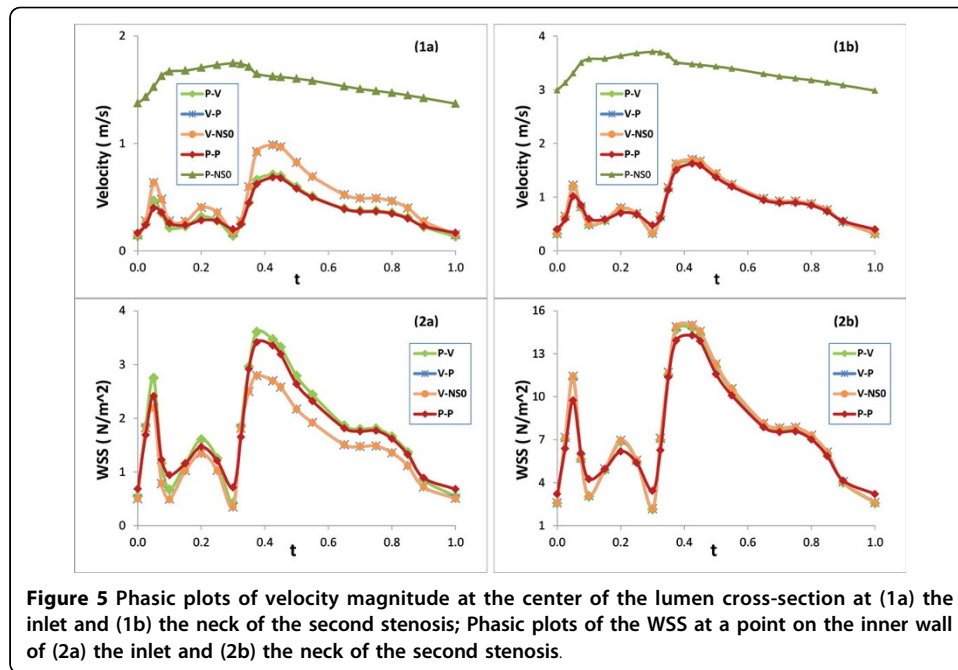 2
1
0
Velocity ( m/s)
(1a)
P-V
V-P
V-NS0
P-P
P-NS0
0.0
0.2
0.4
0.6
0.8
1.0
t
4
3
2
1
0
Velocity ( m/s)
(1b)
P-V
V-P
V-NS0
P-P
P-NS0
0.0
0.2
0.4
0.6
0.8
1.0
t
4
3
2
1
0
WSS ( N/m^2)
(2a)
P-V
V-P
V-NS0
P-P
0.0
0.2
0.4
0.6
0.8
1.0
t
16
13
10
7
4
1
WSS ( N/m^2)
(2b)
P-V
V-P
V-NS0
P-P
0.0
0.2
0.4
0.6
0.8
1.0
t
Figure 5 Phasic plots of velocity magnitude at the center of the lumen cross-section at (1a) the
inlet and (1b) the neck of the second stenosis; Phasic plots of the WSS at a point on the inner wall
of (2a) the inlet and (2b) the neck of the second stenosis.